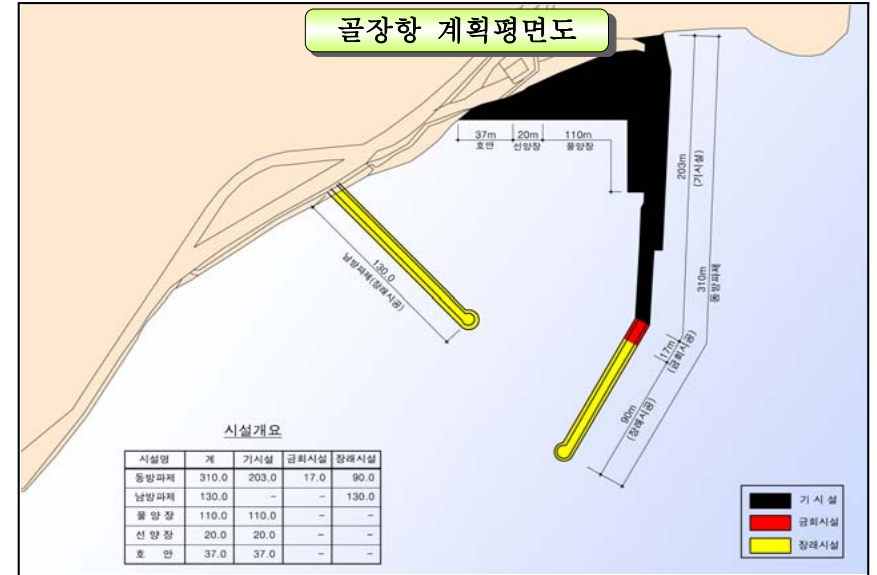 골장항 계획평면도
37m 20m 110m
호안 선양장 물양장
203m
(기시설)
310m
동방파제
130.0
남방파제(장래시공)
17m
(금회시공)
90m
(장래시공)
시설개요
시설명 계 기시설 금회시설 장래시설
동방파제 310.0 203.0 17.0 90.0
남방파제 130.0 - - 130.0
물 양 장 110.0 110.0 - -
선 양 장 20.0 20.0 - -
호 안 37.0 37.0 - -
기 시 설
금회시설
장래시설